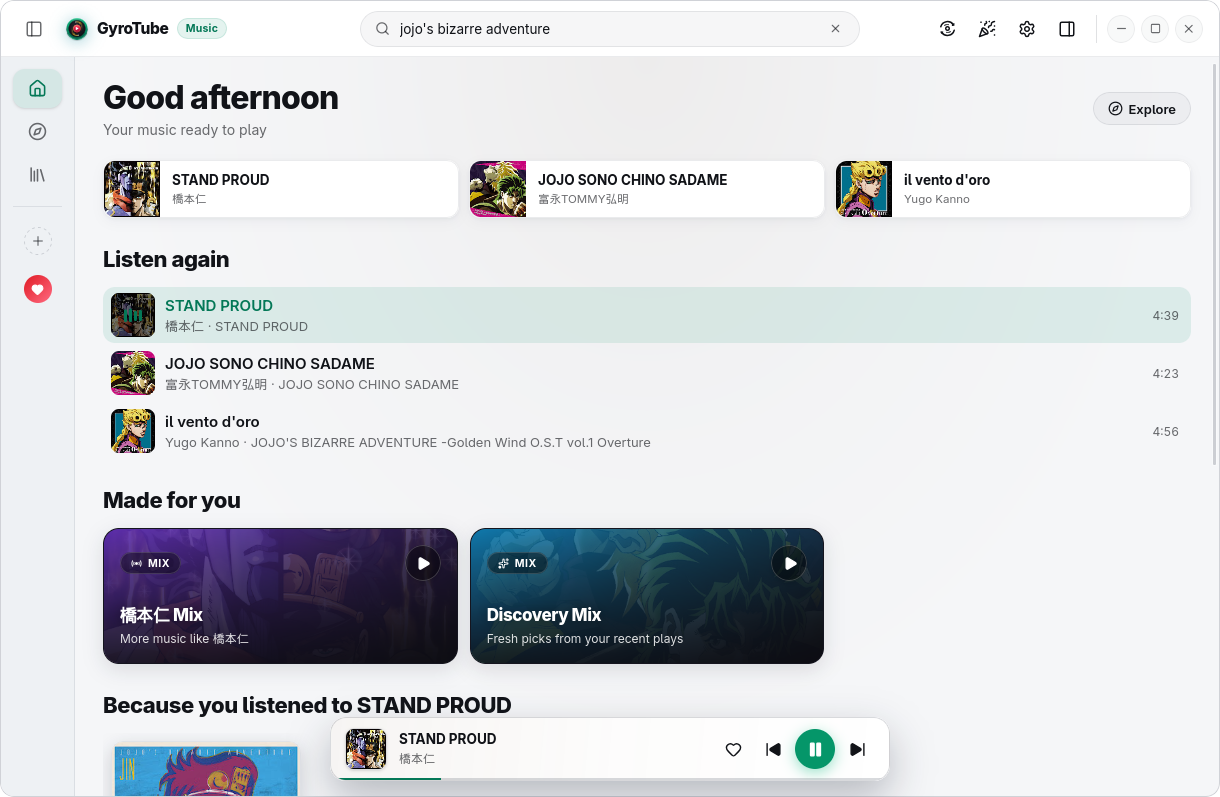 GyroTube Music
jojo's bizarre adventure
Good afternoon
Your music ready to play
Explore
STAND PROUD
橋本仁
JOJO SONO CHINO SADAME
富永TOMMY弘明
il vento d'oro
Yugo Kanno
Listen again
STAND PROUD
橋本仁 · STAND PROUD
4:39
JOJO SONO CHINO SADAME
富永TOMMY弘明 · JOJO SONO CHINO SADAME
4:23
il vento d'oro
Yugo Kanno · JOJO'S BIZARRE ADVENTURE -Golden Wind O.S.T vol.1 Overture
4:56
Made for you
MIX
橋本仁 Mix
More music like 橋本仁
MIX
Discovery Mix
Fresh picks from your recent plays
Because you listened to STAND PROUD
JOJO'S BIZARRE ADVENTURE
JIN
STAND PROUD
橋本仁